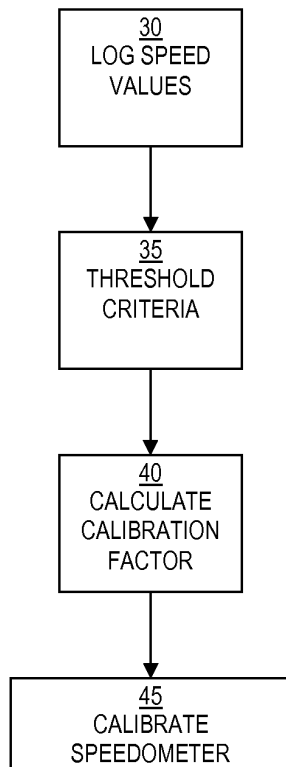 30
LOG SPEED
VALUES
35
THRESHOLD
CRITERIA
40
CALCULATE
CALIBRATION
FACTOR
45
CALIBRATE
SPEEDOMETER